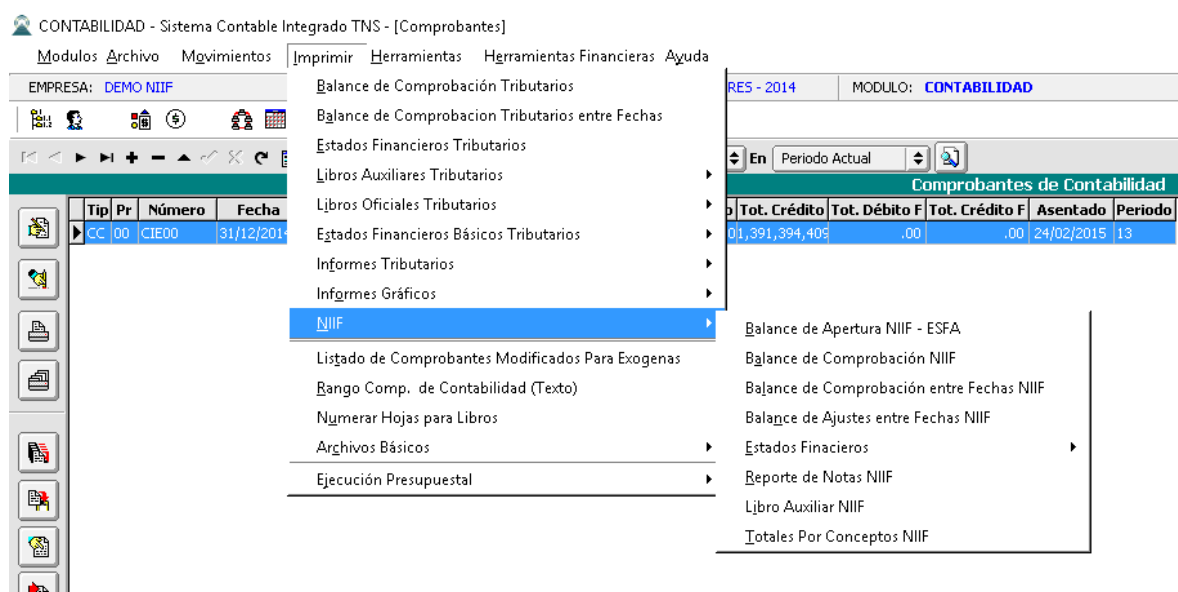 CONTABILIDAD - Sistema Contable Integrado TNS - [Comprobantes]
Modulos Archivo Movimientos Imprimir Herramientas Herramientas Financieras Ayuda
EMPRESA: DEMO NIIF RES - 2014 MODULO: CONTABILIDAD
En Periodo Actual
Comprobantes de Contabilidad
Tip Pr Número Fecha Tot. Crédito Tot. Débito F Tot. Crédito F Asentado Periodo
CC 00 CIE00 31/12/2014 01,391,394,409 .00 .00 24/02/2015 13
Balance de Comprobación Tributarios
Balance de Comprobacion Tributarios entre Fechas
Estados Financieros Tributarios
Libros Auxiliares Tributarios
Libros Oficiales Tributarios
Estados Financieros Básicos Tributarios
Informes Tributarios
Informes Gráficos
NIIF
Listado de Comprobantes Modificados Para Exogenas
Rango Comp. de Contabilidad (Texto)
Numerar Hojas para Libros
Archivos Básicos
Ejecución Presupuestal
Balance de Apertura NIIF - ESFA
Balance de Comprobación NIIF
Balance de Comprobación entre Fechas NIIF
Balance de Ajustes entre Fechas NIIF
Estados Finacieros
Reporte de Notas NIIF
Libro Auxiliar NIIF
Totales Por Conceptos NIIF